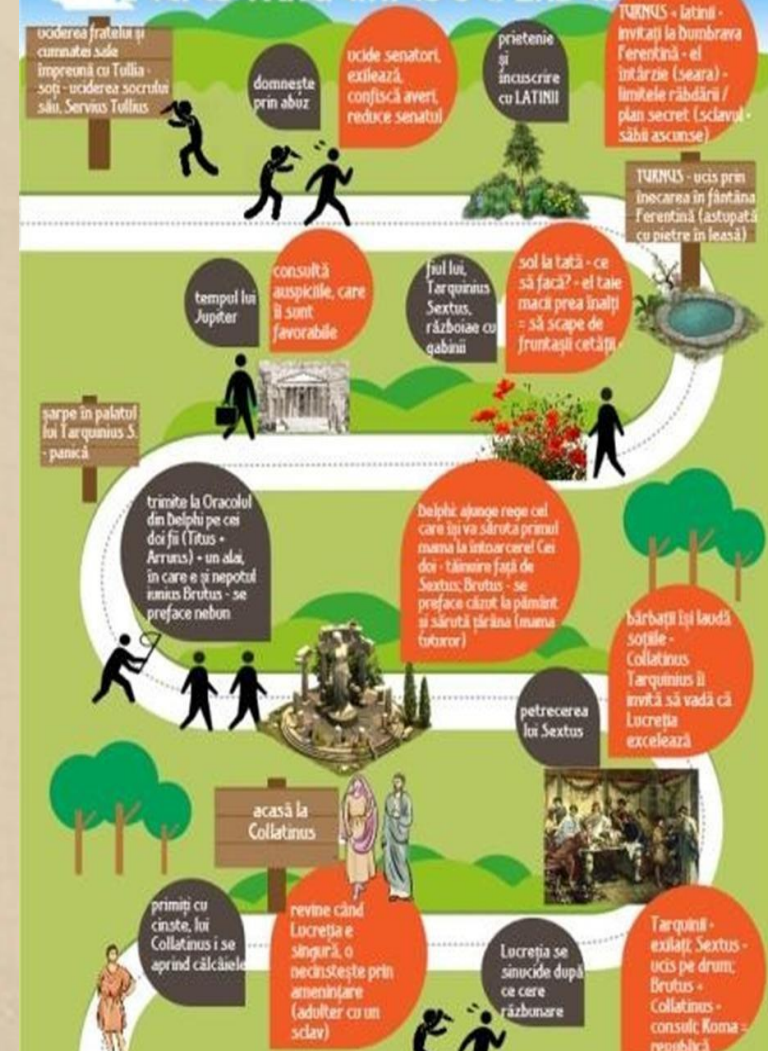 uciderea fratelui și
cumnatei sale
împreună cu Tullia -
soți - uciderea socrului
său, Servius Tullius
domnește
prin abuz
ucide senatori,
exilează,
confiscă averi,
reduce senatul
prietenie
și
încuscrire
cu LATINII
TURNUS - latinii -
invitați la Dumbrava
Ferentină - el
întârzie (seara) -
limitele răbdării /
plan secret (sclavul -
săbii ascunse)
TURNUS - ucis prin
înecarea în fântâna
Ferentină (astupată
cu pietre în leasă)
templul lui
Jupiter
consultă
auspiciile, care
îi sunt
favorabile
fiul lui,
Tarquinius
Sextus,
războiae cu
gabinii
sol la tată - ce
să facă? - el taie
macii prea înalți
= să scape de
fruntașii cetății
șarpe în palatul
lui Tarquinius S.
- panică
trimite la Oracolul
din Delphi pe cei
doi fii (Titus +
Arruns) + un alai,
în care e și nepotul
iunius Brutus - se
preface nebun
Delphi: ajunge rege cel
care își va săruta primul
mama la întoarcere! Cei
doi - tăinuire față de
Sextus; Brutus - se
preface căzut la pământ
și sărută țărâna (mama
tuturor)
bărbații își laudă
soțiile -
Collatinus
Tarquinius îi
invită să vadă că
Lucreția
excelează
petrecerea
lui Sextus
acasă la
Collatinus
primiți cu
cinste, lui
Collatinus i se
aprind călcâiele
revine când
Lucreția e
singură, o
necinstește prin
amenințare
(adulter cu un
sclav)
Lucreția se
sinucide după
ce cere
răzbunare
Tarquinii -
exilați; Sextus -
ucis pe drum;
Brutus +
Collatinus -
consuli; Roma =
republică